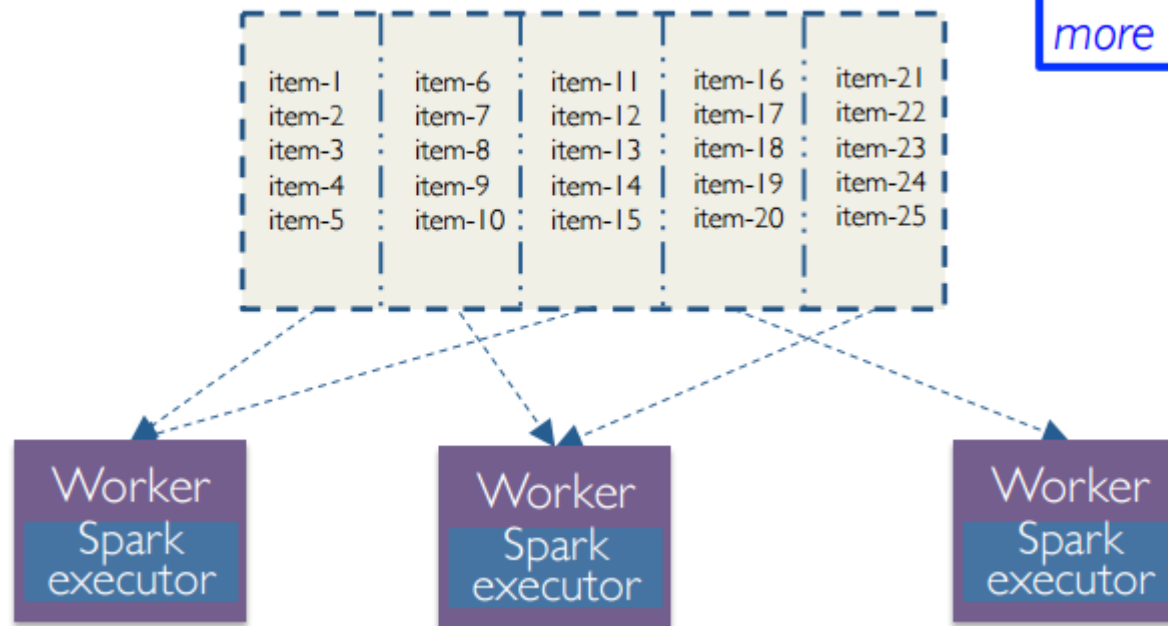 more
item-1
item-2
item-3
item-4
item-5
item-6
item-7
item-8
item-9
item-10
item-11
item-12
item-13
item-14
item-15
item-16
item-17
item-18
item-19
item-20
item-21
item-22
item-23
item-24
item-25
Worker
Spark
executor
Worker
Spark
executor
Worker
Spark
executor